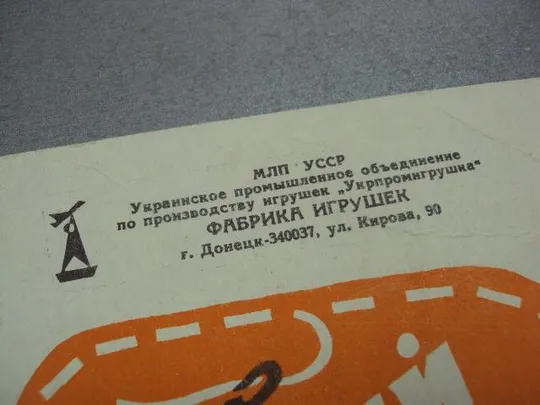 МЛП УССР
Украинское промышленное объединение
по производству игрушек „Укрпромигрушка"
ФАБРИКА ИГРУШЕК
г. Донецк-340037, ул. Кирова, 90